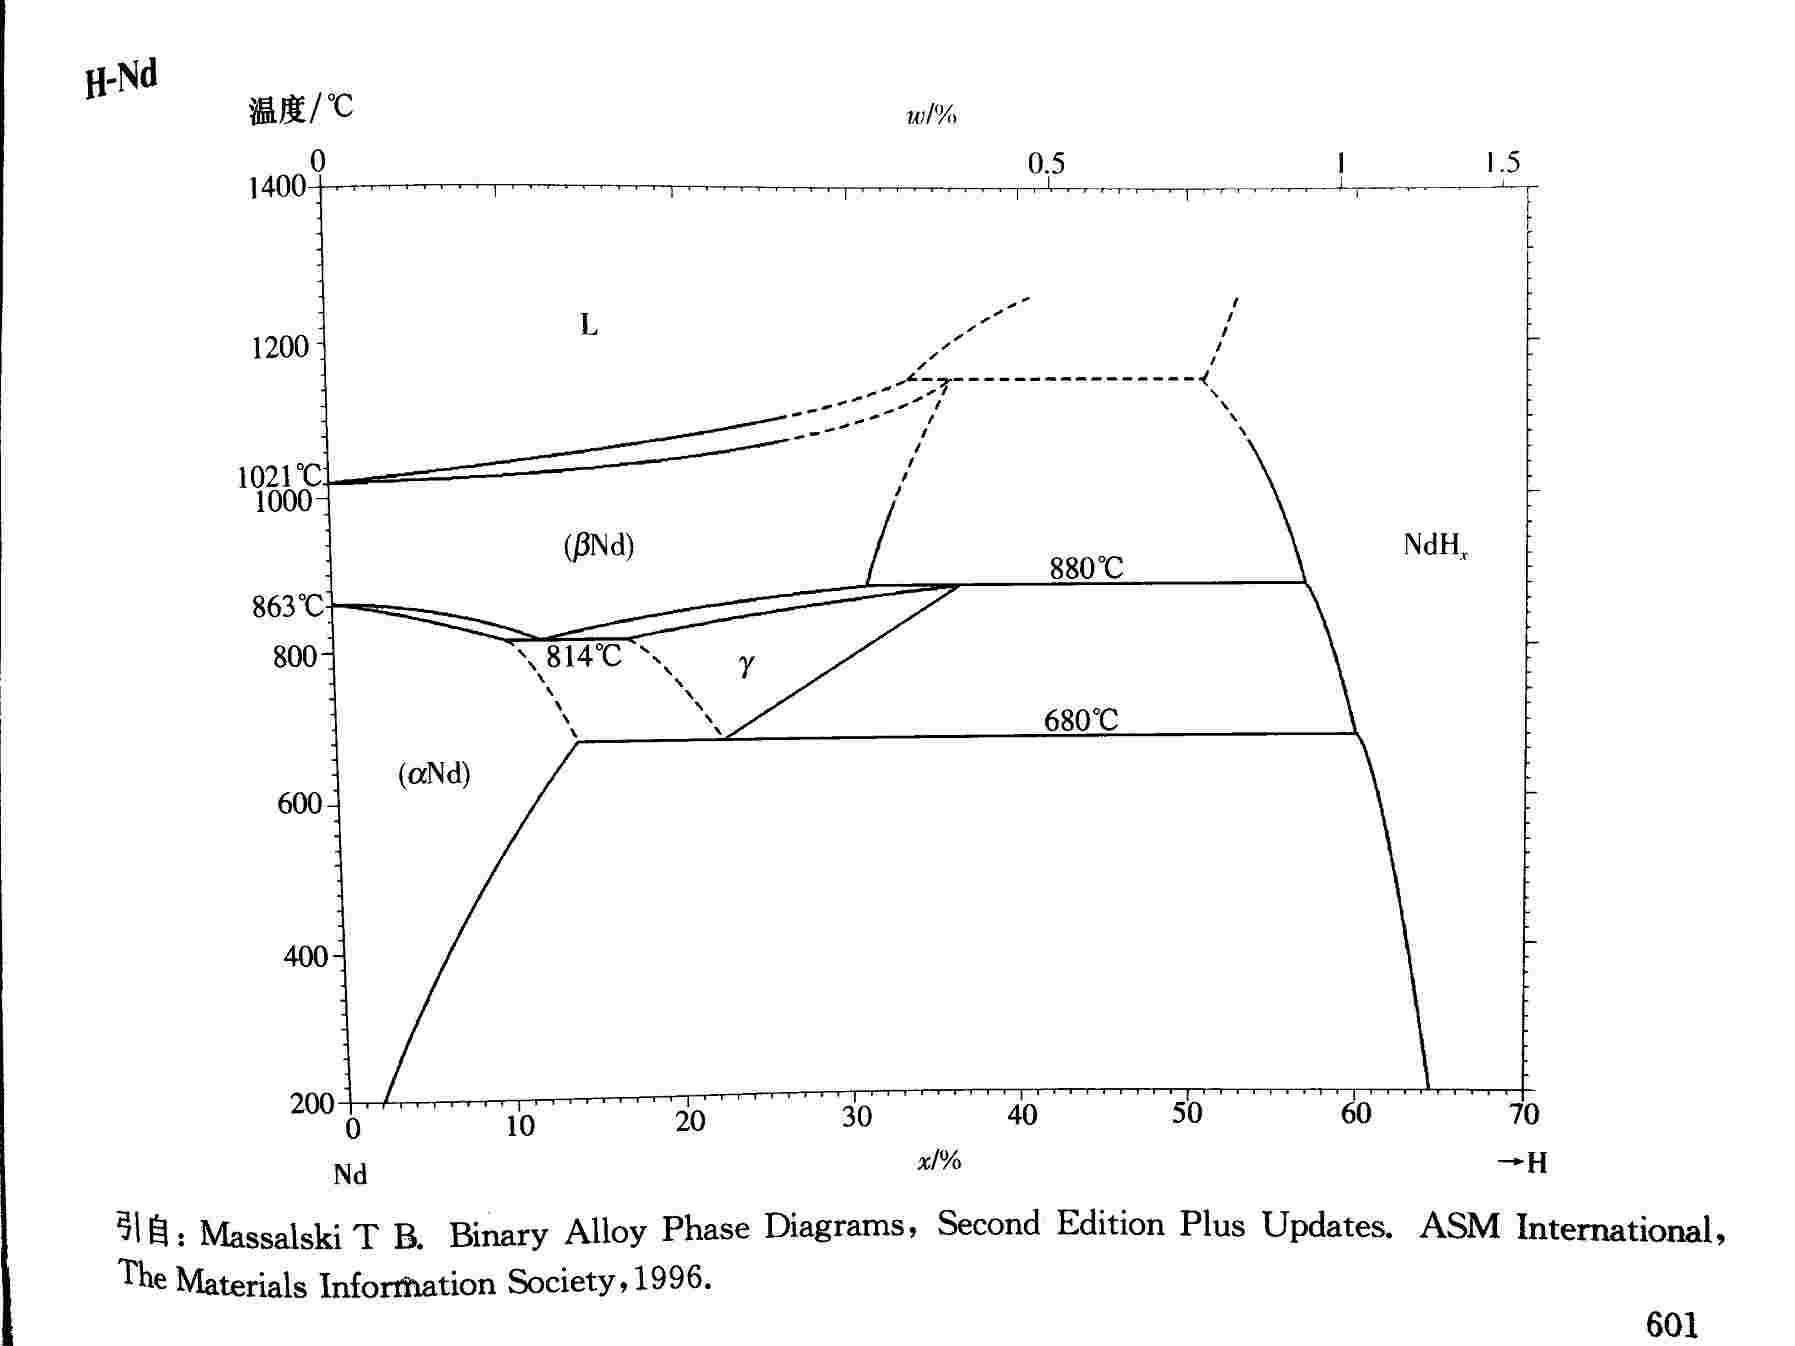 H-Nd
温度/℃
w/%
0 0.5 1 1.5
1400
L
1200
1021℃
1000
(βNd)
880℃
NdHx
863℃
800
814℃
γ
680℃
(αNd)
600
400
200
0 10 20 30 40 50 60 70
Nd
x/%
→H
引自: Massalski T B. Binary Alloy Phase Diagrams, Second Edition Plus Updates. ASM International,
The Materials Information Society,1996.
601